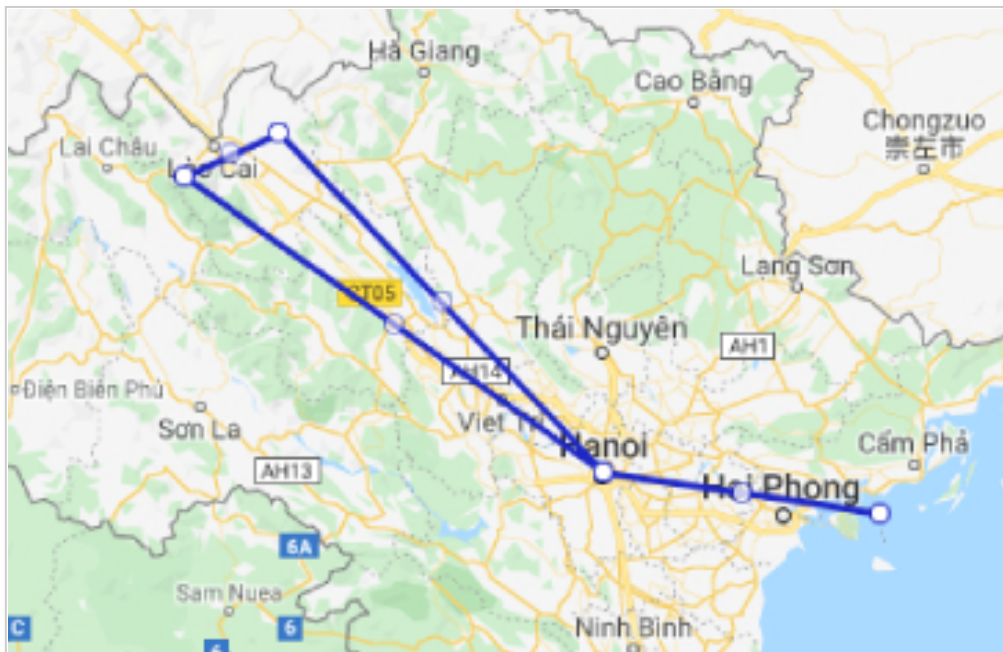 Hà Giang
Cao Bằng
Chongzuo
崇左市
Lai Châu
Lào Cai
Lang Sơn
CT05
Thái Nguyên
AH1
AH14
Điện Biên Phủ
Việt Trì
Sơn La
Hanoi
Cẩm Phả
AH13
Hai Phong
6A
Sam Nuea
C
6
6
Ninh Bình